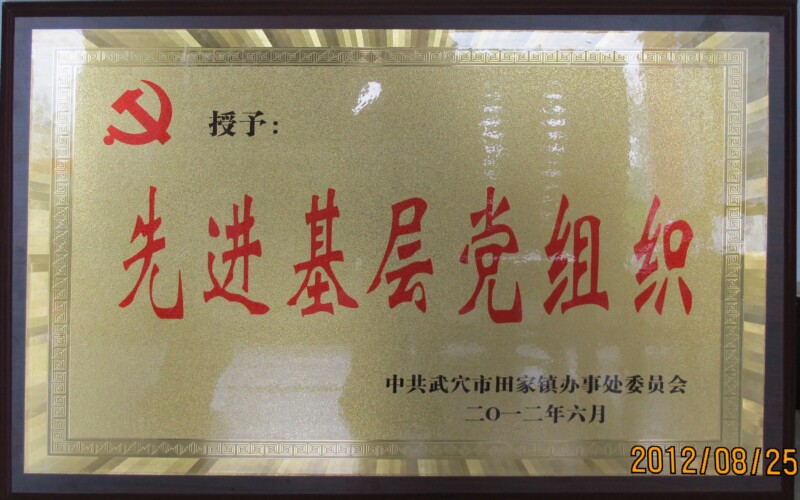 授予：
先进基层党组织
中共武穴市田家镇办事处委员会
二〇一二年六月
2012/08/25